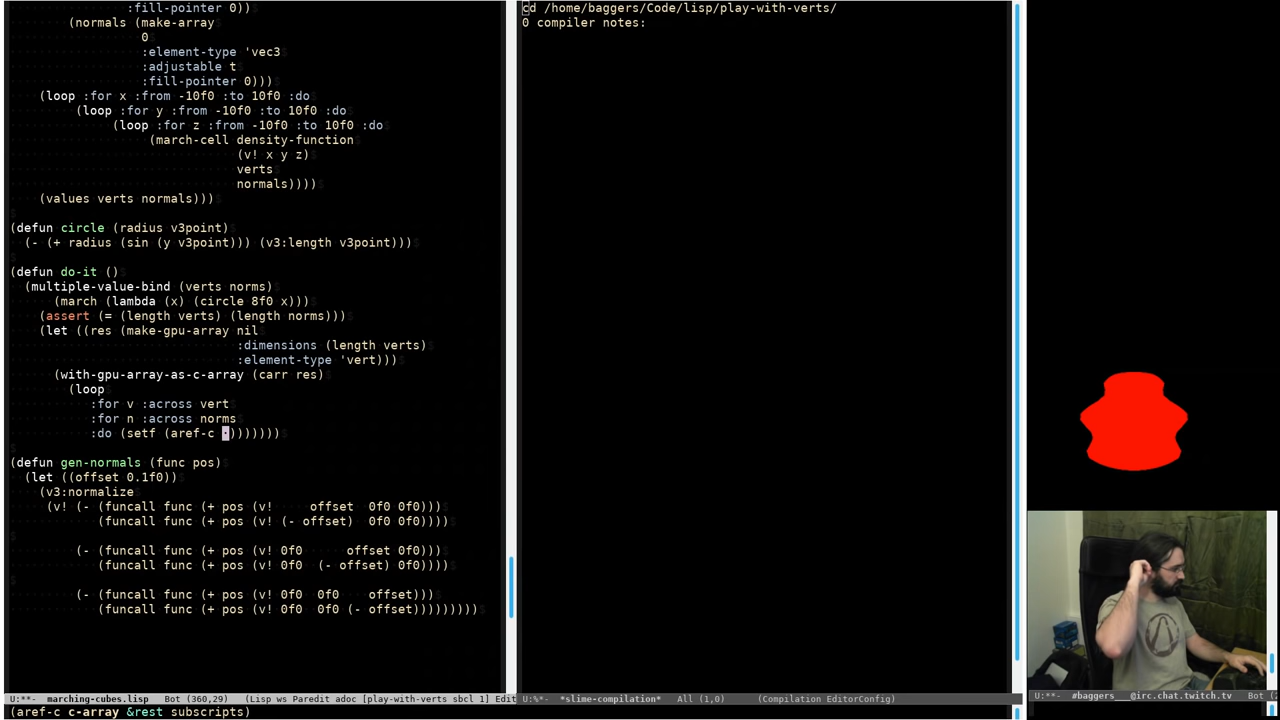 :fill-pointer 0))
(normals (make-array
0
:element-type 'vec3
:adjustable t
:fill-pointer 0)))
(loop :for x :from -10f0 :to 10f0 :do
(loop :for y :from -10f0 :to 10f0 :do
(loop :for z :from -10f0 :to 10f0 :do
(march-cell density-function
(v! x y z)
verts
normals))))
(values verts normals)))
(defun circle (radius v3point)
(- (+ radius (sin (y v3point))) (v3:length v3point)))
(defun do-it ()
(multiple-value-bind (verts norms)
(march (lambda (x) (circle 8f0 x)))
(assert (= (length verts) (length norms)))
(let ((res (make-gpu-array nil
:dimensions (length verts)
:element-type 'vert)))
(with-gpu-array-as-c-array (carr res)
(loop
:for v :across vert
:for n :across norms
:do (setf (aref-c )))))))
(defun gen-normals (func pos)
(let ((offset 0.1f0))
(v3:normalize
(v! (- (funcall func (+ pos (v! offset 0f0 0f0)))
(funcall func (+ pos (v! (- offset) 0f0 0f0))))
(- (funcall func (+ pos (v! 0f0 offset 0f0)))
(funcall func (+ pos (v! 0f0 (- offset) 0f0))))
(- (funcall func (+ pos (v! 0f0 0f0 offset)))
(funcall func (+ pos (v! 0f0 0f0 (- offset)))))))))
U:**- marching-cubes.lisp Bot (360,29) (Lisp ws Paredit adoc [play-with-verts sbcl 1] Edit
(aref-c c-array &rest subscripts)
cd /home/baggers/Code/lisp/play-with-verts/
0 compiler notes:
U:%*- *slime-compilation* All (1,0) (Compilation EditorConfig)
U:**- #baggers___@irc.chat.twitch.tv Bot (2